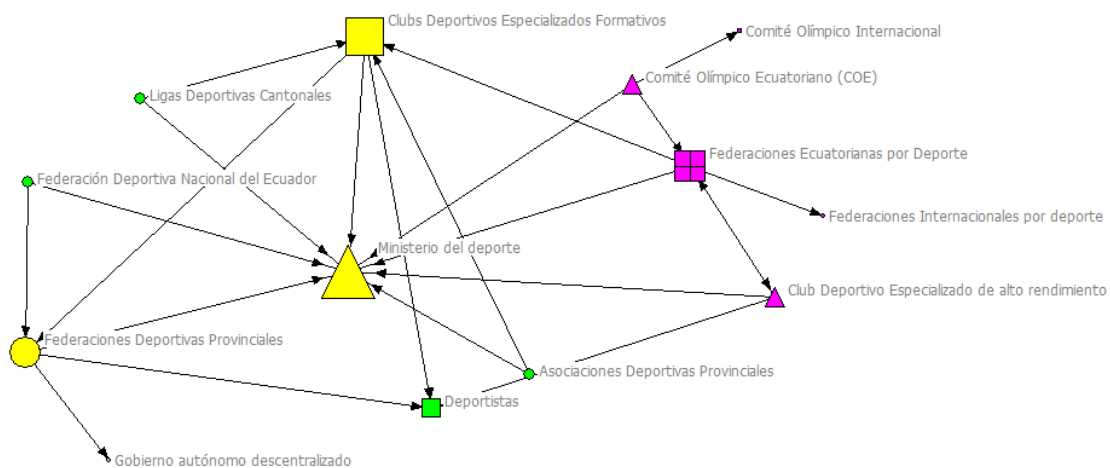 Clubs Deportivos Especializados Formativos
Comité Olímpico Internacional
Comité Olímpico Ecuatoriano (COE)
Ligas Deportivas Cantonales
Federaciones Ecuatorianas por Deporte
Federación Deportiva Nacional del Ecuador
Federaciones Internacionales por deporte
Ministerio del deporte
Club Deportivo Especializado de alto rendimiento
Federaciones Deportivas Provinciales
Asociaciones Deportivas Provinciales
Deportistas
Gobierno autónomo descentralizado